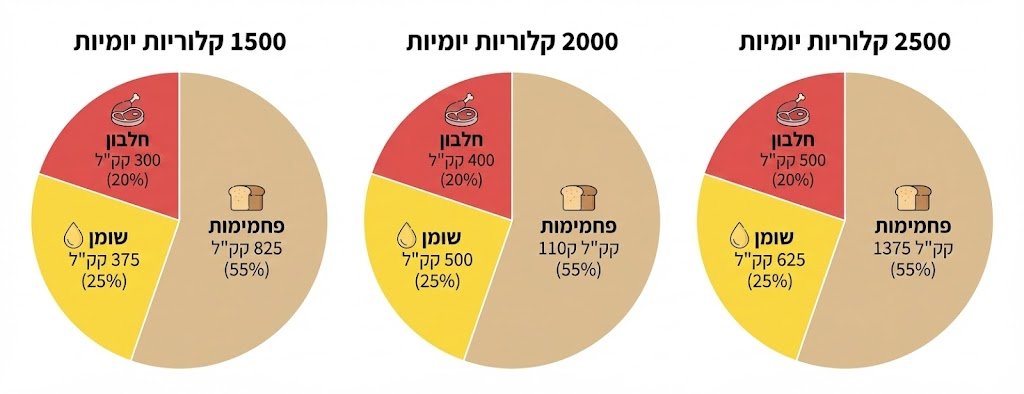 2500 קלוריות יומיות
חלבון
500 קק"ל
(20%)
פחמימות
קק"ל 1375
(55%)
שומן
625 קק"ל
(25%)
2000 קלוריות יומיות
חלבון
400 קק"ל
(20%)
פחמימות
קק"ל ק110
(55%)
שומן
500 קק"ל
(25%)
1500 קלוריות יומיות
חלבון
300 קק"ל
(20%)
פחמימות
825 קק"ל
(55%)
שומן
375 קק"ל
(25%)